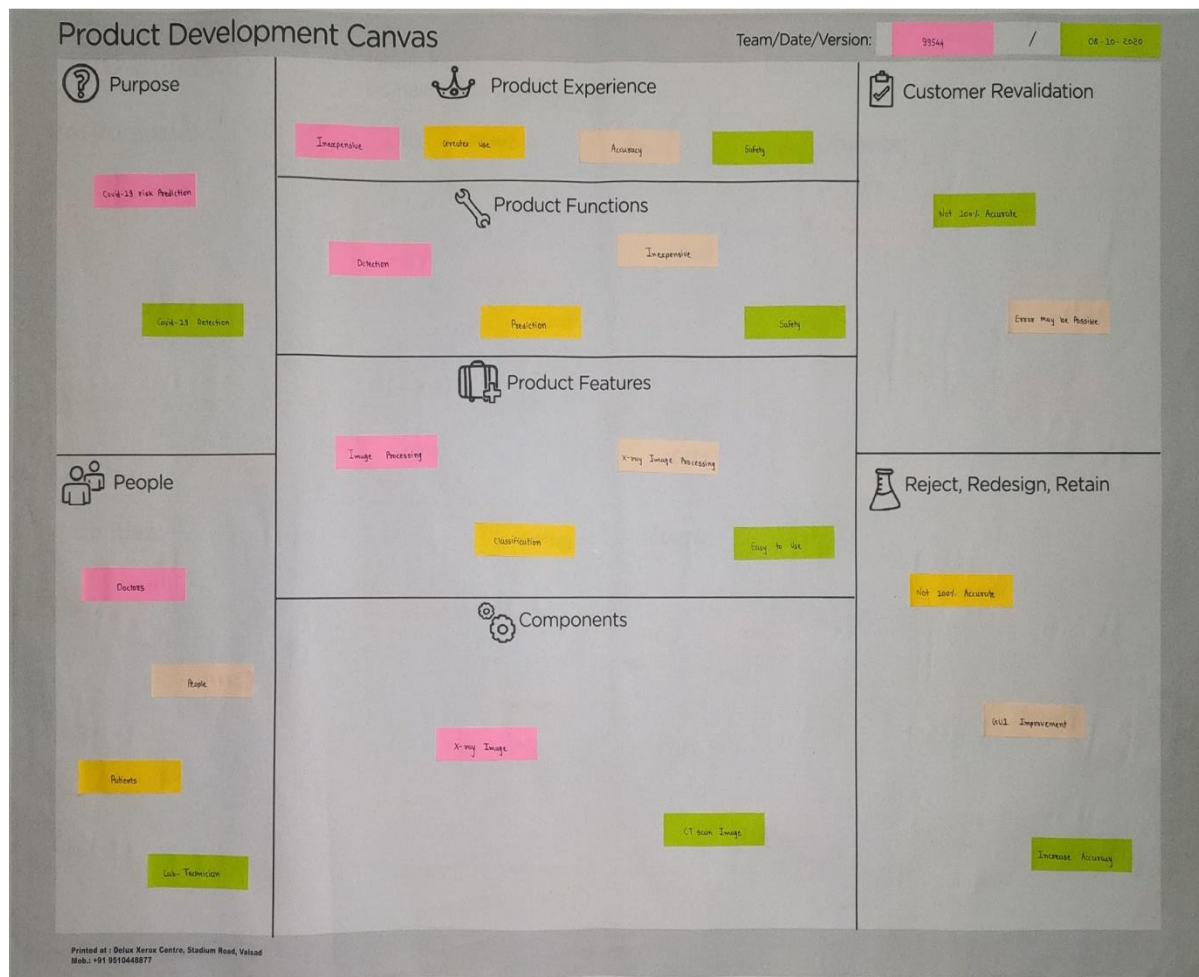 Product Development Canvas
Team/Date/Version:
99544
/
08-10-2020
Purpose
Covid-19 risk Prediction
Covid-19 Detection
People
Doctors
People
Patients
Lab-Technician
Product Experience
Inexpensive
Greater use
Accuracy
Safety
Product Functions
Detection
Inexpensive
Prediction
Safety
Product Features
Image Processing
X-ray Image Processing
Classification
Easy to Use
Components
X-ray Image
CT scan Image
Customer Revalidation
Not 100% Accurate
Error may be Possible
Reject, Redesign, Retain
Not 100% Accurate
GUI Improvement
Increase Accuracy
Printed at : Delux Xerox Centre, Stadium Road, Valsad
Mob.: +91 9510448877